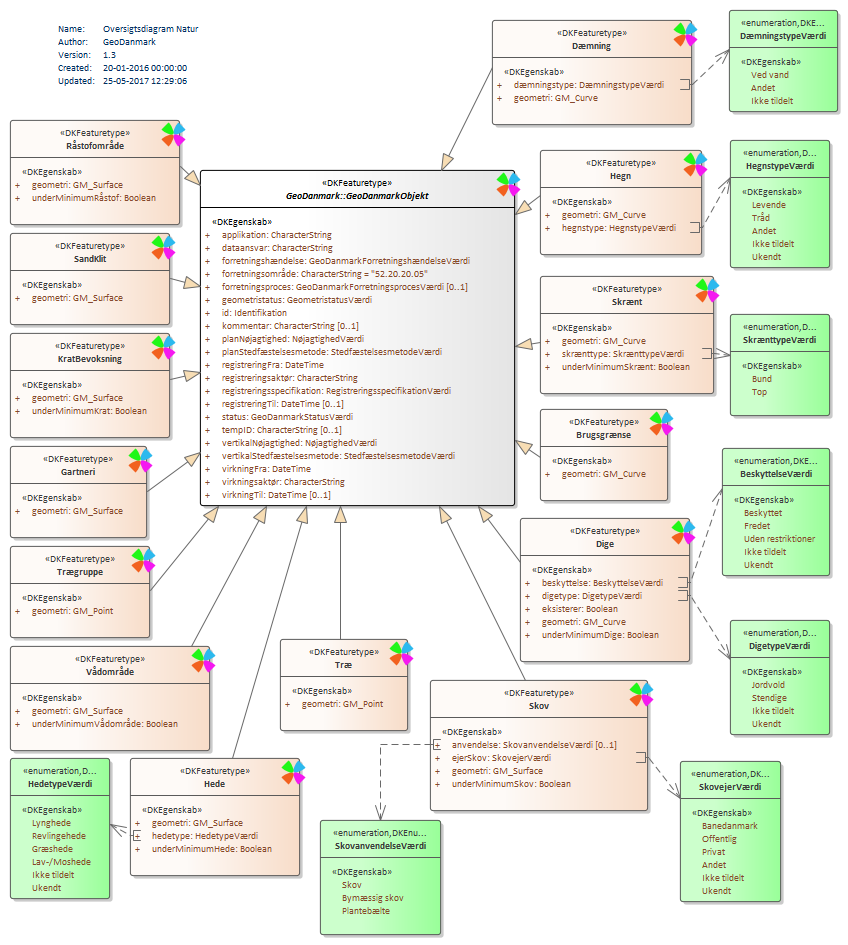 Name: Oversigtsdiagram Natur
Author: GeoDanmark
Version: 1.3
Created: 20-01-2016 00:00:00
Updated: 25-05-2017 12:29:06
«DKFeaturetype»
Dæmning
«DKEgenskab»
+ dæmningstype: DæmningstypeVærdi
+ geometri: GM_Curve
«enumeration,DKE...
DæmningstypeVærdi
«DKEgenskab»
Ved vand
Andet
Ikke tildelt
«DKFeaturetype»
Råstofområde
«DKEgenskab»
+ geometri: GM_Surface
+ underMinimumRåstof: Boolean
«DKFeaturetype»
GeoDanmark::GeoDanmarkObjekt
«DKEgenskab»
+ applikation: CharacterString
+ dataansvar: CharacterString
+ forretningshændelse: GeoDanmarkForretningshændelseVærdi
+ forretningsområde: CharacterString = "52.20.20.05"
+ forretningsproces: GeoDanmarkForretningsprocesVærdi [0..1]
+ geometristatus: GeometristatusVærdi
+ id: Identifikation
+ kommentar: CharacterString [0..1]
+ planNøjagtighed: NøjagtighedVærdi
+ planStedfæstelsesmetode: StedfæstelsesmetodeVærdi
+ registreringFra: DateTime
+ registreringsaktør: CharacterString
+ registreringsspecifikation: RegistreringsspecifikationVærdi
+ registreringTil: DateTime [0..1]
+ status: GeoDanmarkStatusVærdi
+ tempID: CharacterString [0..1]
+ vertikalNøjagtighed: NøjagtighedVærdi
+ vertikalStedfæstelsesmetode: StedfæstelsesmetodeVærdi
+ virkningFra: DateTime
+ virkningsaktør: CharacterString
+ virkningTil: DateTime [0..1]
«DKFeaturetype»
Hegn
«DKEgenskab»
+ geometri: GM_Curve
+ hegnstype: HegnstypeVærdi
«enumeration,D...
HegnstypeVærdi
«DKEgenskab»
Levende
Tråd
Andet
Ikke tildelt
Ukendt
«DKFeaturetype»
SandKlit
«DKEgenskab»
+ geometri: GM_Surface
«DKFeaturetype»
Skrænt
«DKEgenskab»
+ geometri: GM_Curve
+ skrænttype: SkrænttypeVærdi
+ underMinimumSkrænt: Boolean
«enumeration,D...
SkrænttypeVærdi
«DKEgenskab»
Bund
Top
«DKFeaturetype»
KratBevoksning
«DKEgenskab»
+ geometri: GM_Surface
+ underMinimumKrat: Boolean
«DKFeaturetype»
Brugsgrænse
«DKEgenskab»
+ geometri: GM_Curve
«DKFeaturetype»
Gartneri
«DKEgenskab»
+ geometri: GM_Surface
«enumeration,DKE...
BeskyttelseVærdi
«DKEgenskab»
Beskyttet
Fredet
Uden restriktioner
Ikke tildelt
Ukendt
«DKFeaturetype»
Dige
«DKEgenskab»
+ beskyttelse: BeskyttelseVærdi
+ digetype: DigetypeVærdi
+ eksisterer: Boolean
+ geometri: GM_Curve
+ underMinimumDige: Boolean
«DKFeaturetype»
Trægruppe
«DKEgenskab»
+ geometri: GM_Point
«enumeration,D...
DigetypeVærdi
«DKEgenskab»
Jordvold
Stendige
Ikke tildelt
Ukendt
«DKFeaturetype»
Vådområde
«DKEgenskab»
+ geometri: GM_Surface
+ underMinimumVådområde: Boolean
«DKFeaturetype»
Træ
«DKEgenskab»
+ geometri: GM_Point
«DKFeaturetype»
Skov
«DKEgenskab»
+ anvendelse: SkovanvendelseVærdi [0..1]
+ ejerSkov: SkovejerVærdi
+ geometri: GM_Surface
+ underMinimumSkov: Boolean
«enumeration,D...
HedetypeVærdi
«DKEgenskab»
Lynghede
Revlingehede
Græshede
Lav-/Moshede
Ikke tildelt
Ukendt
«DKFeaturetype»
Hede
«DKEgenskab»
+ geometri: GM_Surface
+ hedetype: HedetypeVærdi
+ underMinimumHede: Boolean
«enumeration,DKEnu...
SkovanvendelseVærdi
«DKEgenskab»
Skov
Bymæssig skov
Plantebælte
«enumeration,DK...
SkovejerVærdi
«DKEgenskab»
Banedanmark
Offentlig
Privat
Andet
Ikke tildelt
Ukendt